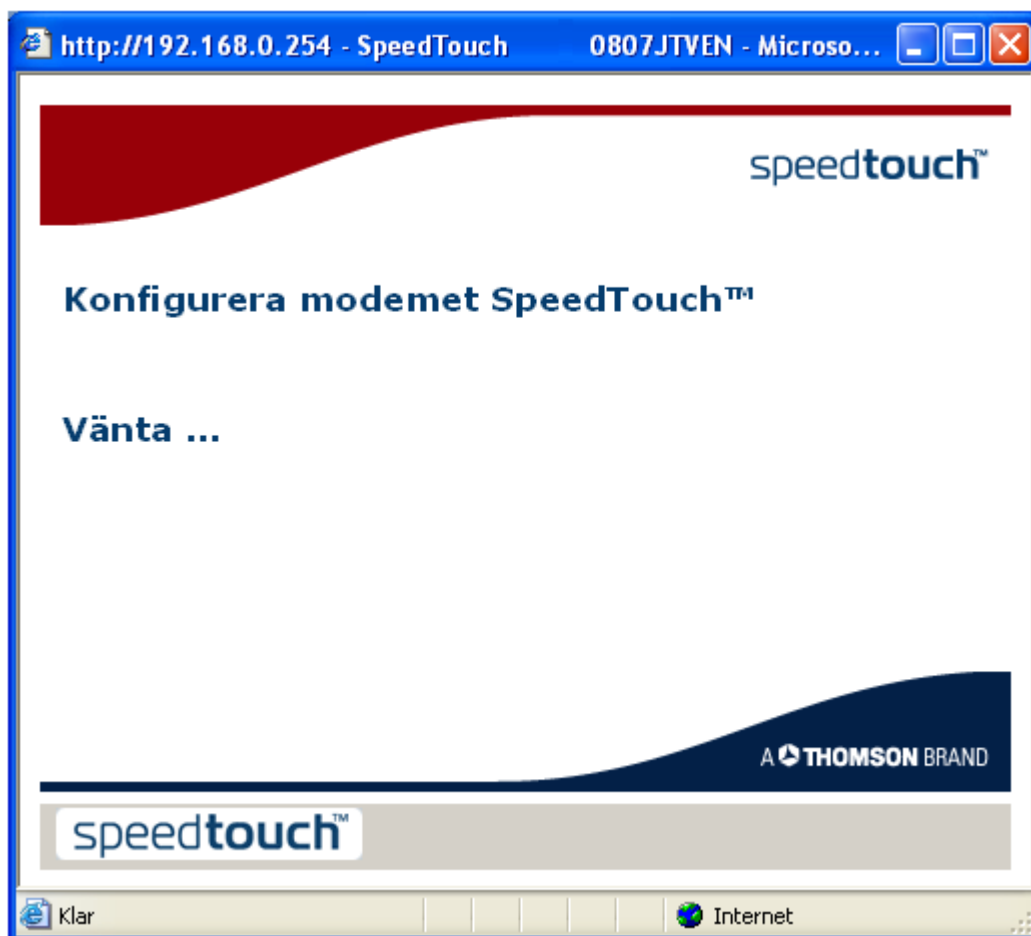 http://192.168.0.254 - SpeedTouch 0807JTVEN - Microso...
speedtouch™
Konfigurera modemet SpeedTouch™
Vänta ...
A THOMSON BRAND
speedtouch™
Klar
Internet